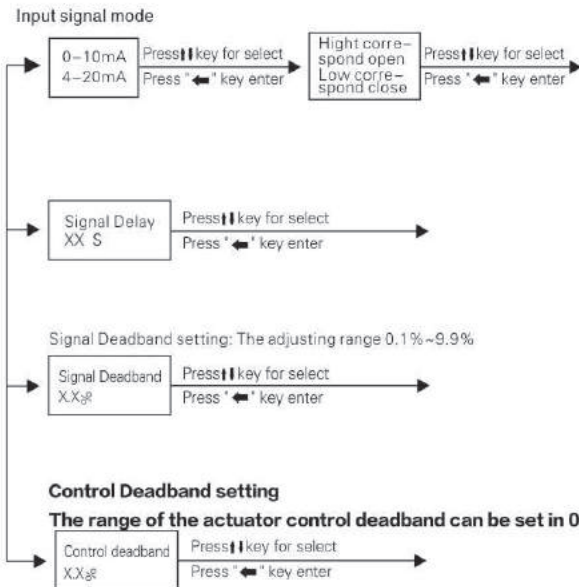 Input signal mode
0-10mA
4-20mA
Press⬆⬇key for select
Press "⬅" key enter
Hight corre-
spond open
Low corre-
spond close
Press⬆⬇key for select
Press "⬅" key enter
Signal Delay
XX S
Press⬆⬇key for select
Press "⬅" key enter
Signal Deadband setting: The adjusting range 0.1%~9.9%
Signal Deadband
X.X%
Press⬆⬇key for select
Press "⬅" key enter
Control Deadband setting
The range of the actuator control deadband can be set in 0
Control deadband
X.X%
Press⬆⬇key for select
Press "⬅" key enter